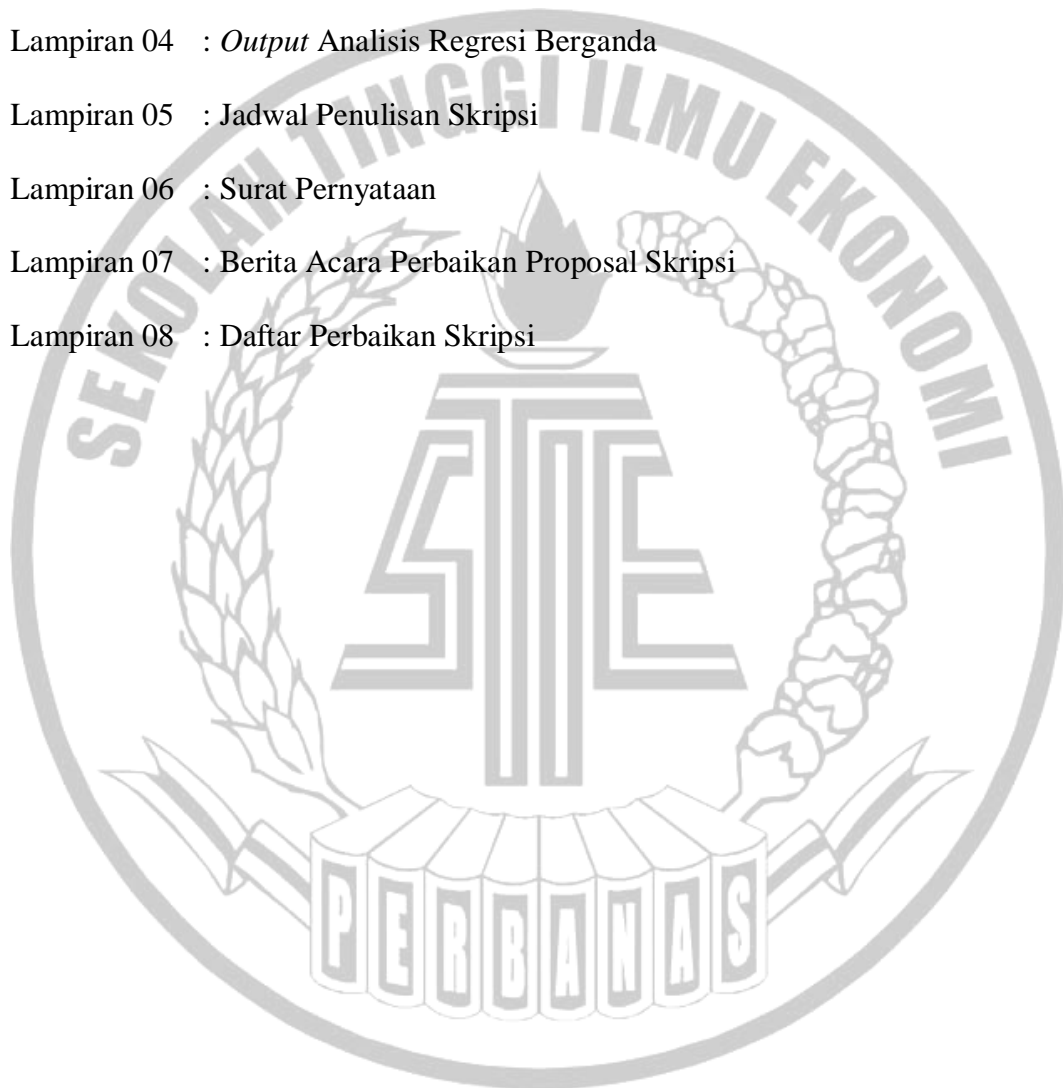 Lampiran 04 : Output Analisis Regresi Berganda
Lampiran 05 : Jadwal Penulisan Skripsi
Lampiran 06 : Surat Pernyataan
Lampiran 07 : Berita Acara Perbaikan Proposal Skripsi
Lampiran 08 : Daftar Perbaikan Skripsi
SEKOLAH TINGGI ILMU EKONOMI
STIE
PERBANAS